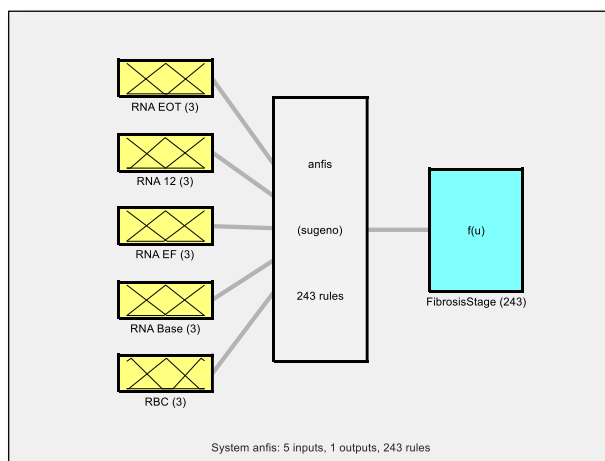 RNA EOT (3)
RNA 12 (3)
RNA EF (3)
RNA Base (3)
RBC (3)
anfis
(sugeno)
243 rules
f(u)
FibrosisStage (243)
System anfis: 5 inputs, 1 outputs, 243 rules